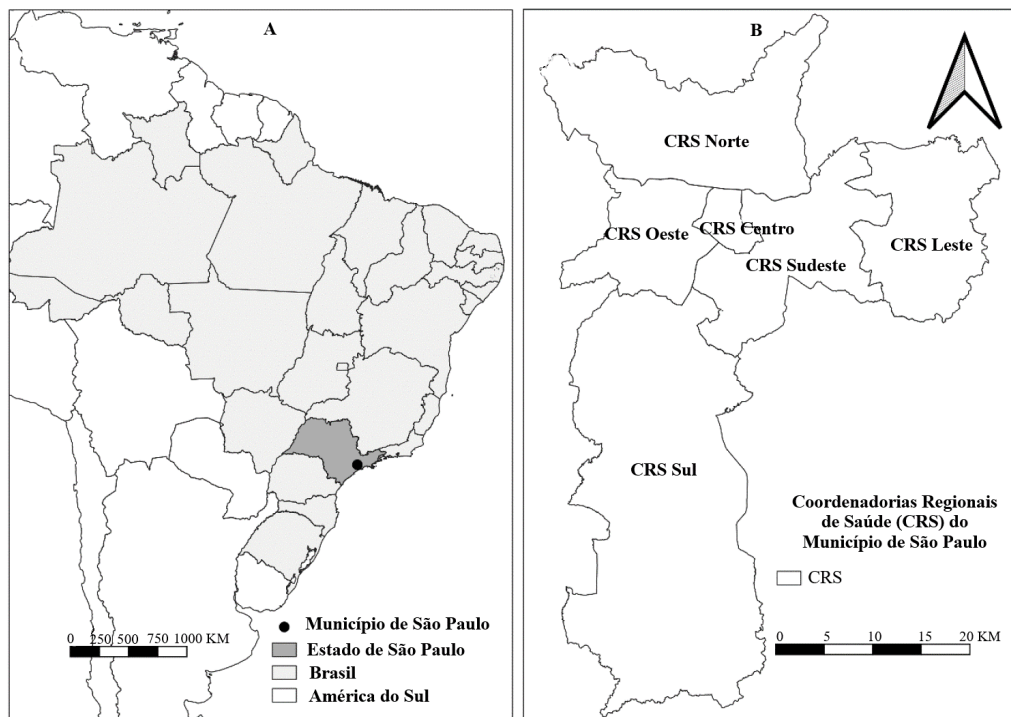 A
Município de São Paulo
0 250 500 750 1000 KM
Estado de São Paulo
Brasil
América do Sul
B
CRS Norte
CRS Oeste
CRS Centro
CRS Leste
CRS Sudeste
CRS Sul
Coordenadorias Regionais
de Saúde (CRS) do
Município de São Paulo
CRS
0 5 10 15 20 KM